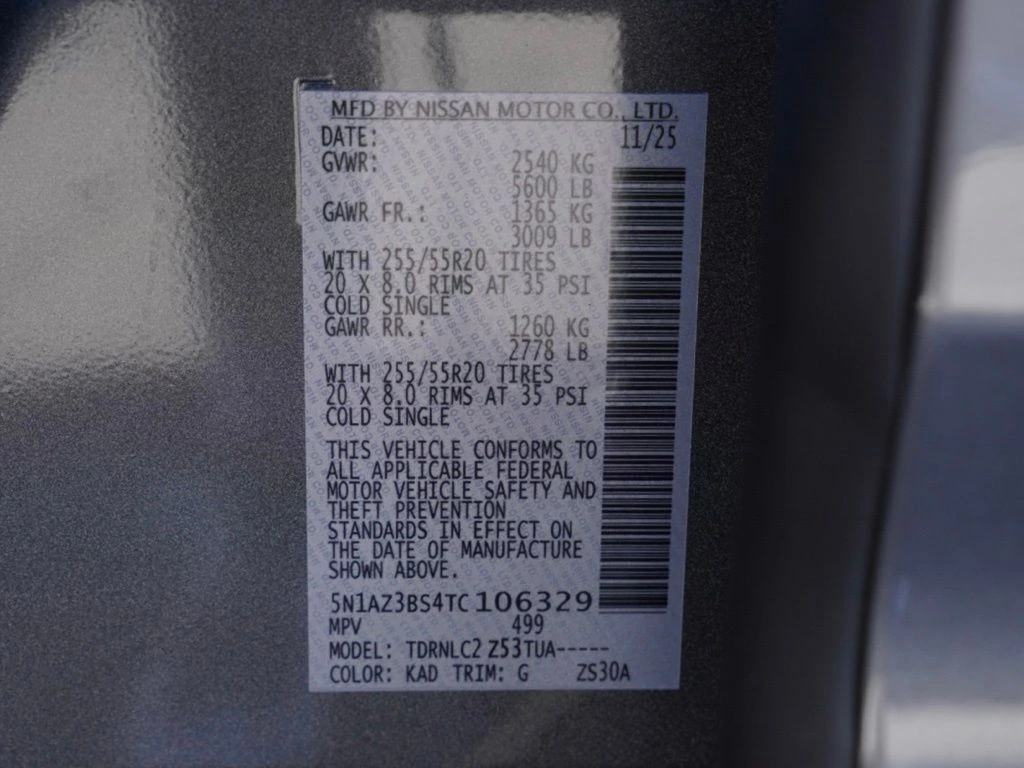 MFD BY NISSAN MOTOR CO., LTD.
DATE: 11/25
GVWR: 2540 KG
5600 LB
GAWR FR.: 1365 KG
3009 LB
WITH 255/55R20 TIRES
20 X 8.0 RIMS AT 35 PSI
COLD SINGLE
GAWR RR.: 1260 KG
2778 LB
WITH 255/55R20 TIRES
20 X 8.0 RIMS AT 35 PSI
COLD SINGLE
THIS VEHICLE CONFORMS TO
ALL APPLICABLE FEDERAL
MOTOR VEHICLE SAFETY AND
THEFT PREVENTION
STANDARDS IN EFFECT ON
THE DATE OF MANUFACTURE
SHOWN ABOVE.
5N1AZ3BS4TC106329
MPV 499
MODEL: TDRNLC2 Z53TUA-----
COLOR: KAD TRIM: G ZS30A